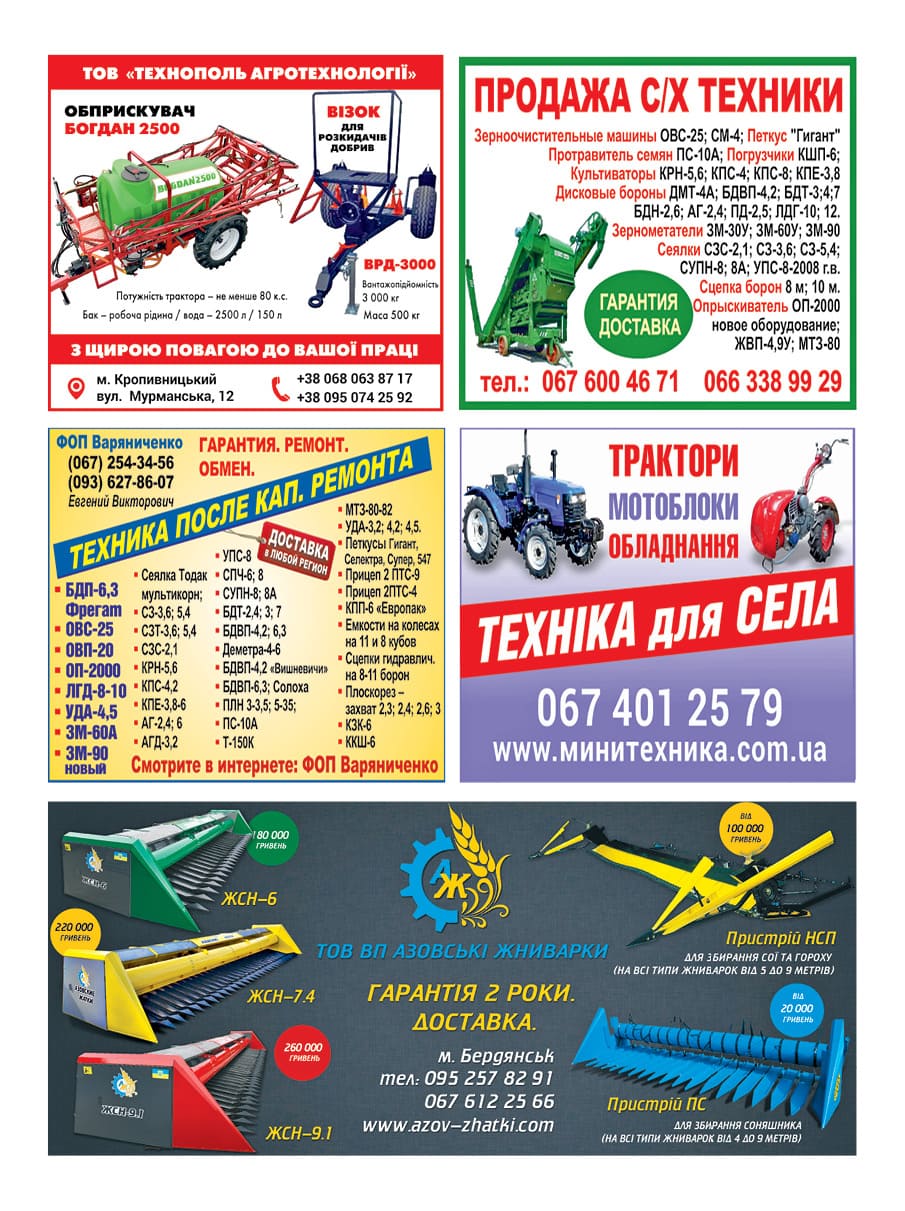 ТОВ «ТЕХНОПОЛЬ АГРОТЕХНОЛОГІЇ»
ОБПРИСКУВАЧ
БОГДАН 2500
BOGDAN2500
ВІЗОК
ДЛЯ
РОЗКИДАЧІВ
ДОБРИВ
ВРД-3000
Вантажопідйомність
3 000 кг
Маса 500 кг
Потужність трактора – не менше 80 к.с.
Бак – робоча рідина / вода – 2500 л / 150 л
З ЩИРОЮ ПОВАГОЮ ДО ВАШОЇ ПРАЦІ
м. Кропивницький
вул. Мурманська, 12
+38 068 063 87 17
+38 095 074 25 92
ПРОДАЖА С/Х ТЕХНИКИ
Зерноочистительные машины ОВС-25; СМ-4; Петкус "Гигант"
Протравитель семян ПС-10А; Погрузчики КШП-6;
Культиваторы КРН-5,6; КПС-4; КПС-8; КПЕ-3,8
Дисковые бороны ДМТ-4А; БДВП-4,2; БДТ-3;4;7
БДН-2,6; АГ-2,4; ПД-2,5; ЛДГ-10; 12.
Зернометатели ЗМ-30У; ЗМ-60У; ЗМ-90
Сеялки СЗС-2,1; СЗ-3,6; СЗ-5,4;
СУПН-8; 8А; УПС-8-2008 г.в.
Сцепка борон 8 м; 10 м.
Опрыскиватель ОП-2000
новое оборудование;
ЖВП-4,9У; МТЗ-80
ГАРАНТИЯ
ДОСТАВКА
тел.: 067 600 46 71 066 338 99 29
ФОП Варяниченко
(067) 254-34-56
(093) 627-86-07
Евгений Викторович
ГАРАНТИЯ. РЕМОНТ.
ОБМЕН.
ТЕХНИКА ПОСЛЕ КАП. РЕМОНТА
ДОСТАВКА
В ЛЮБОЙ РЕГИОН
▪ БДП-6,3
Фрегат
▪ ОВС-25
▪ ОВП-20
▪ ОП-2000
▪ ЛГД-8-10
▪ УДА-4,5
▪ ЗМ-60А
▪ ЗМ-90
НОВЫЙ
▪ Сеялка Тодак
мультикорн;
▪ СЗ-3,6; 5,4
▪ СЗТ-3,6; 5,4
▪ СЗС-2,1
▪ КРН-5,6
▪ КПС-4,2
▪ КПЕ-3,8-6
▪ АГ-2,4; 6
▪ АГД-3,2
▪ УПС-8
▪ СПЧ-6; 8
▪ СУПН-8; 8А
▪ БДТ-2,4; 3; 7
▪ БДВП-4,2; 6,3
▪ Деметра-4-6
▪ БДВП-4,2 «Вишневичи»
▪ БДВП-6,3; Солоха
▪ ПЛН 3-3,5; 5-35;
▪ ПС-10А
▪ Т-150К
▪ МТЗ-80-82
▪ УДА-3,2; 4,2; 4,5.
▪ Петкусы Гигант,
Селектра, Супер, 547
▪ Прицеп 2 ПТС-9
▪ Прицеп 2ПТС-4
▪ КПП-6 «Европак»
▪ Емкости на колесах
на 11 и 8 кубов
▪ Сцепки гидравлич.
на 8-11 борон
▪ Плоскорез –
захват 2,3; 2,4; 2,6; 3
▪ КЗК-6
▪ ККШ-6
Смотрите в интернете: ФОП Варяниченко
ТРАКТОРИ
МОТОБЛОКИ
ОБЛАДНАННЯ
ТЕХНІКА для СЕЛА
067 401 25 79
www.минитехника.com.ua
180 000
ГРИВЕНЬ
ЖСН-6
ЖСН–6
220 000
ГРИВЕНЬ
АЗОВСКИЕ
ЖАТКИ
ЖСН–7.4
260 000
ГРИВЕНЬ
ЖСН-9.1
ЖСН–9.1
АЖ
ТОВ ВП АЗОВСЬКІ ЖНИВАРКИ
ГАРАНТІЯ 2 РОКИ.
ДОСТАВКА.
м. Бердянськ
тел: 095 257 82 91
067 612 25 66
www.azov–zhatki.com
ВІД
100 000
ГРИВЕНЬ
Пристрій НСП
ДЛЯ ЗБИРАННЯ СОЇ ТА ГОРОХУ
(НА ВСІ ТИПИ ЖНИВАРОК ВІД 5 ДО 9 МЕТРІВ)
ВІД
20 000
ГРИВЕНЬ
Пристрій ПС
ДЛЯ ЗБИРАННЯ СОНЯШНИКА
(НА ВСІ ТИПИ ЖНИВАРОК ВІД 4 ДО 9 МЕТРІВ)